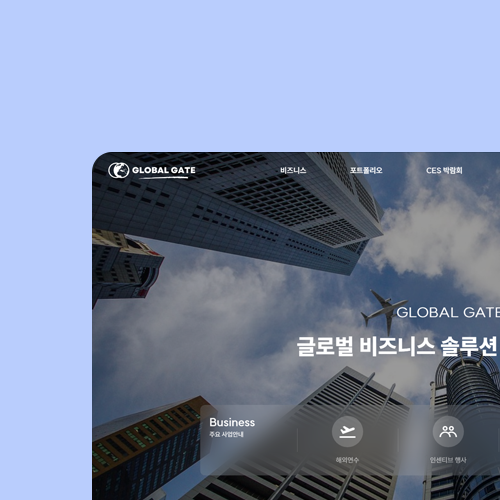 GLOBAL GATE
비즈니스
포트폴리오
CES 박람회
GLOBAL GATE
글로벌 비즈니스 솔루션
Business
주요 사업안내
해외연수
인센티브 행사